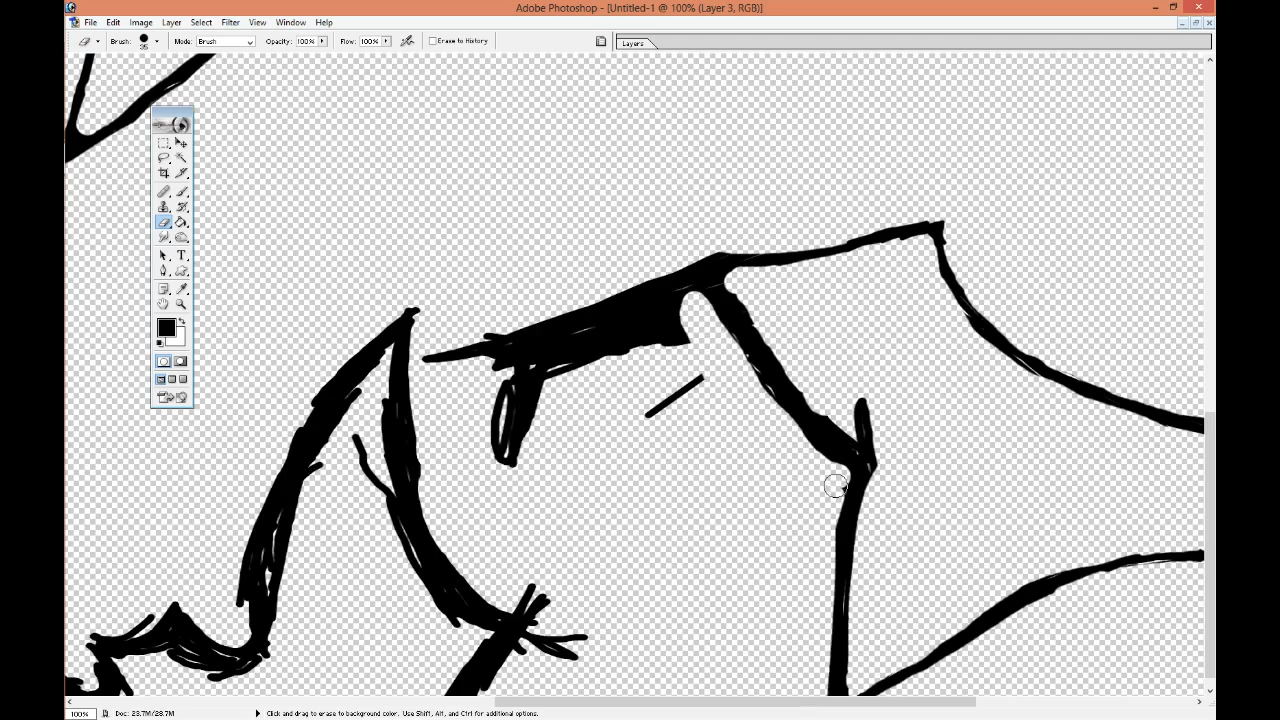 Adobe Photoshop - [Untitled-1 @ 100% (Layer 3, RGB)]
File Edit Image Layer Select Filter View Window Help
Brush: 35 Mode: Brush Opacity: 100% Flow: 100% Erase to History Layers
T
100% Doc: 23.7M/28.7M Click and drag to erase to background color. Use Shift, Alt, and Ctrl for additional options.